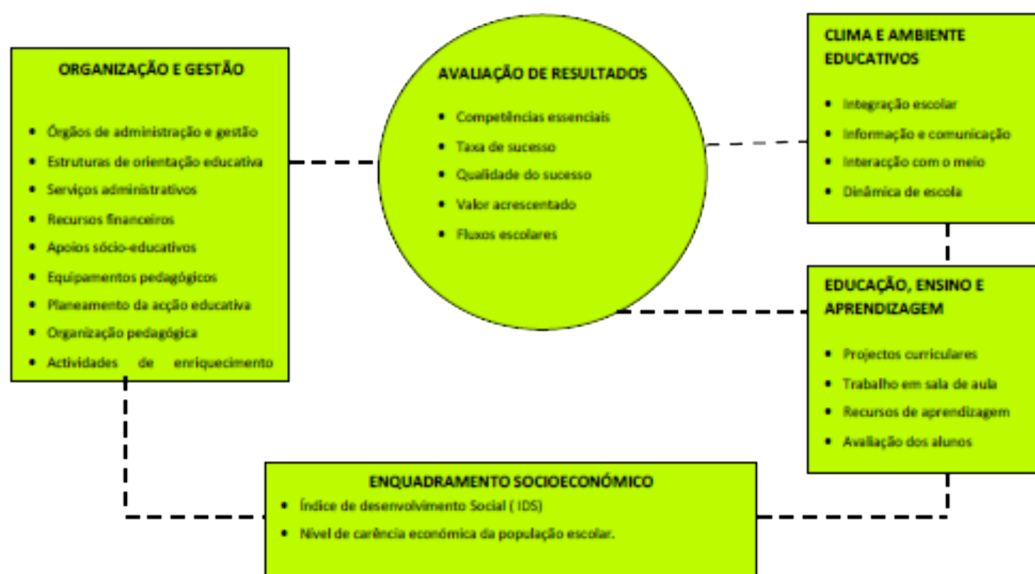 ORGANIZAÇÃO E GESTÃO
• Órgãos de administração e gestão
• Estruturas de orientação educativa
• Serviços administrativos
• Recursos financeiros
• Apoios sócio-educativos
• Equipamentos pedagógicos
• Planeamento da acção educativa
• Organização pedagógica
• Actividades de enriquecimento
AVALIAÇÃO DE RESULTADOS
• Competências essenciais
• Taxa de sucesso
• Qualidade do sucesso
• Valor acrescentado
• Fluxos escolares
CLIMA E AMBIENTE
EDUCATIVOS
• Integração escolar
• Informação e comunicação
• Interacção com o meio
• Dinâmica de escola
EDUCAÇÃO, ENSINO E
APRENDIZAGEM
• Projectos curriculares
• Trabalho em sala de aula
• Recursos de aprendizagem
• Avaliação dos alunos
ENQUADRAMENTO SOCIOECONÓMICO
• Índice de desenvolvimento Social ( IDS)
• Nível de carência económica da população escolar.